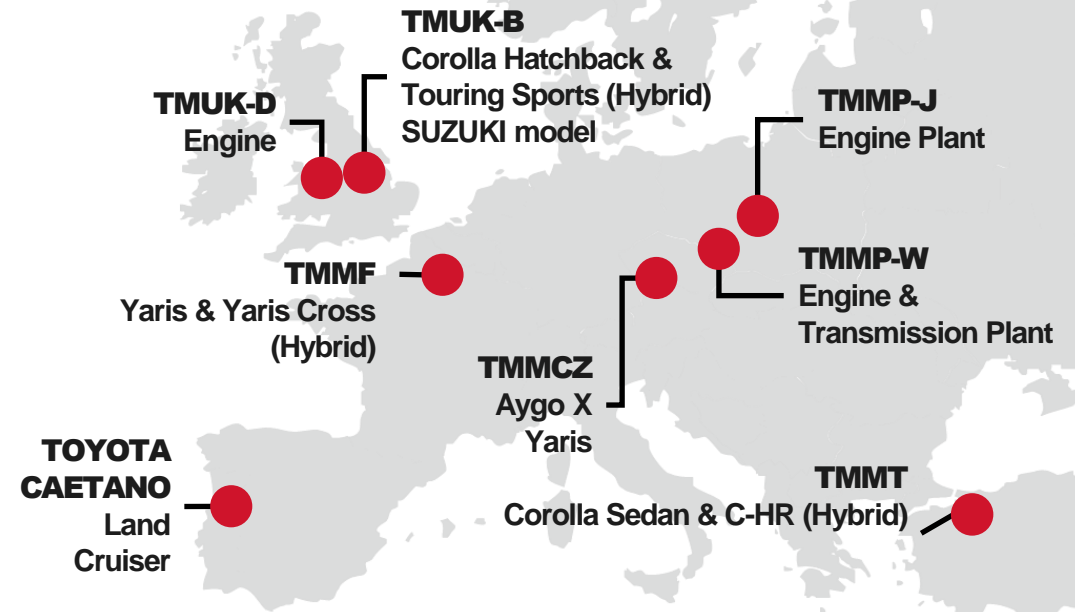 TMUK-B
Corolla Hatchback &
Touring Sports (Hybrid)
SUZUKI model
TMUK-D
Engine
TMMP-J
Engine Plant
TMMF
Yaris & Yaris Cross
(Hybrid)
TMMP-W
Engine &
Transmission Plant
TMMCZ
Aygo X
Yaris
TOYOTA
CAETANO
Land
Cruiser
TMMT
Corolla Sedan & C-HR (Hybrid)